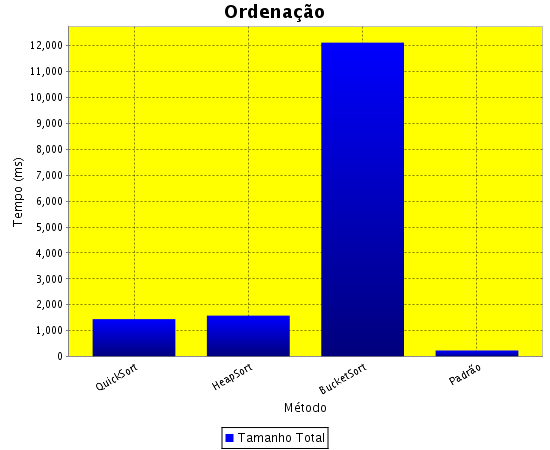 Ordenação
12,000
11,000
10,000
9,000
8,000
7,000
6,000
5,000
4,000
3,000
2,000
1,000
0
Tempo (ms)
QuickSort
HeapSort
BucketSort
Padrão
Método
Tamanho Total